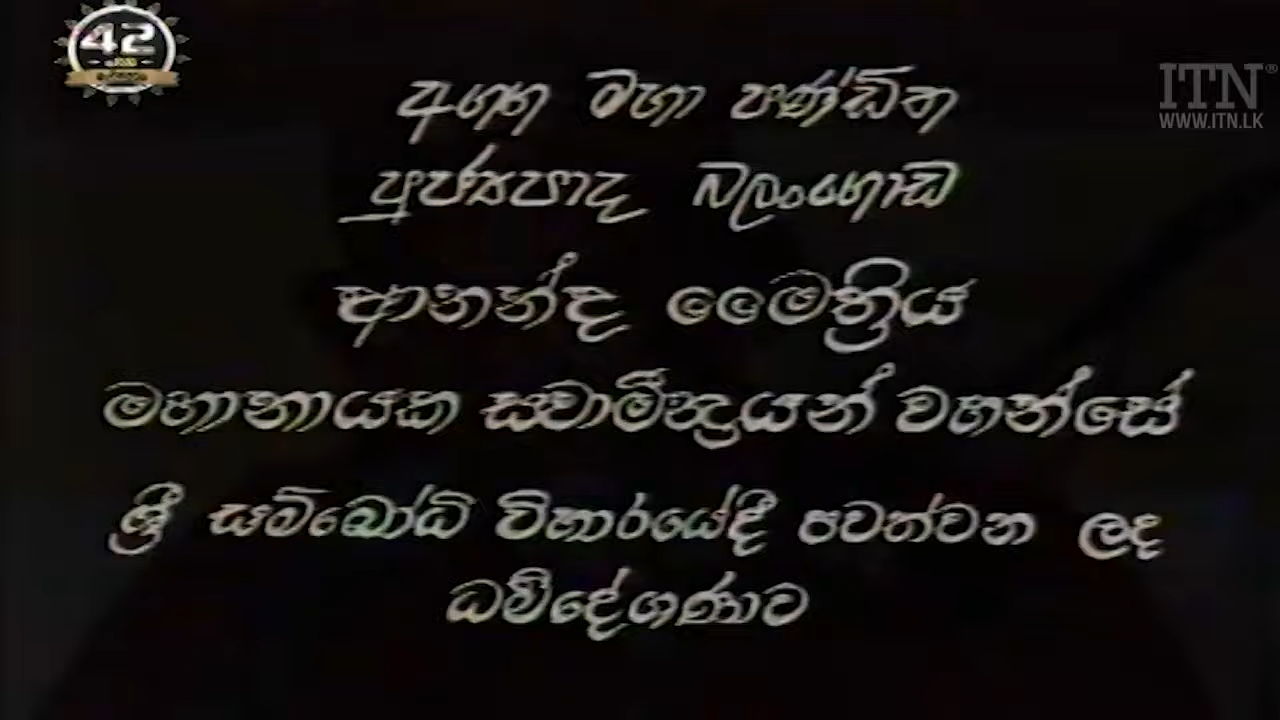 42
ITN
WWW.ITN.LK
අග්ග මහා පණ්ඩිත
පූජ්‍යපාද බලංගොඩ
ආනන්ද මෛත්‍රිය
මහානායක ස්වාමීන්ද්‍රයන් වහන්සේ
ශ්‍රී සම්බෝධි විහාරයේදී පවත්වන ලද
ධර්මදේශණාව